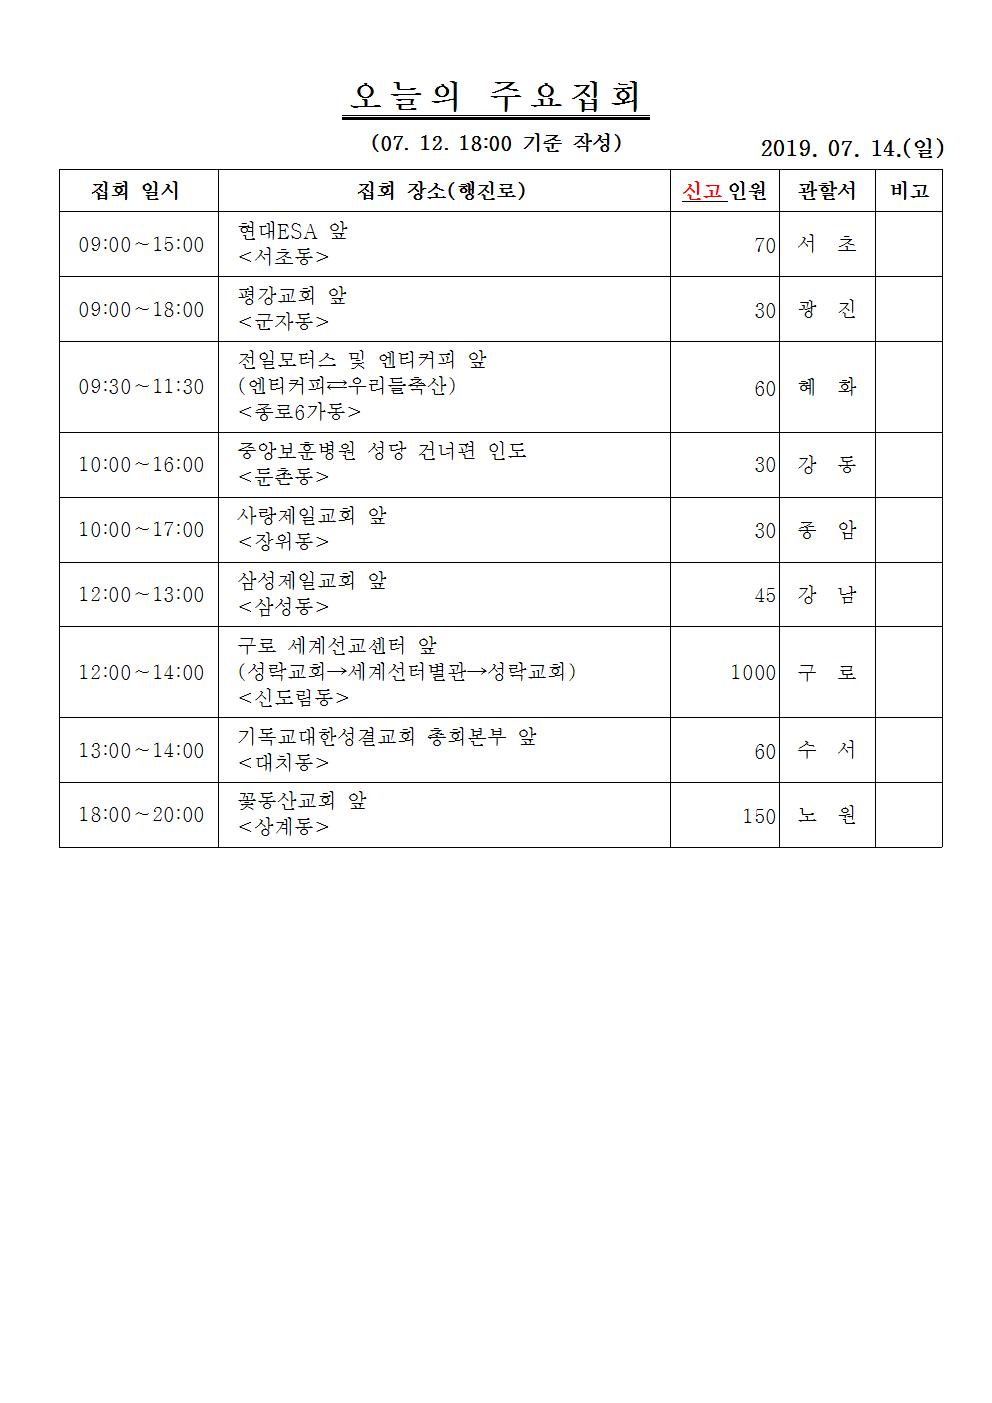 오늘의 주요집회
(07. 12. 18:00 기준 작성)
2019. 07. 14.(일)
집회 일시 집회 장소(행진로) 신고인원 관할서 비고
09:00~15:00 현대ESA 앞 70 서 초
<서초동>
09:00~18:00 평강교회 앞 30 광 진
<군자동>
09:30~11:30 전일모터스 및 엔티커피 앞 60 혜 화
(엔티커피⇄우리들축산)
<종로6가동>
10:00~16:00 중앙보훈병원 성당 건너편 인도 30 강 동
<둔촌동>
10:00~17:00 사랑제일교회 앞 30 종 암
<장위동>
12:00~13:00 삼성제일교회 앞 45 강 남
<삼성동>
12:00~14:00 구로 세계선교센터 앞 1000 구 로
(성락교회→세계선터별관→성락교회)
<신도림동>
13:00~14:00 기독교대한성결교회 총회본부 앞 60 수 서
<대치동>
18:00~20:00 꽃동산교회 앞 150 노 원
<상계동>